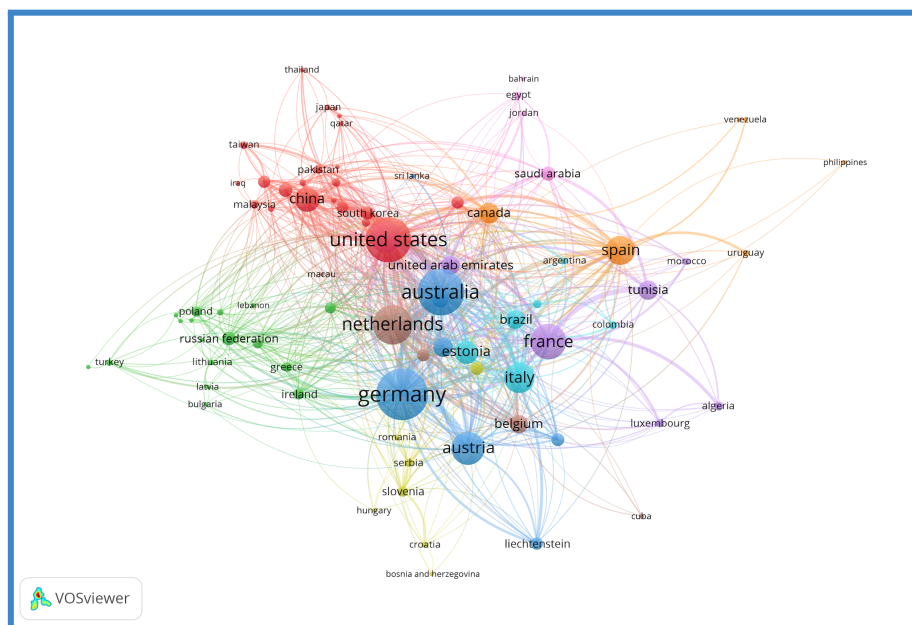 thailand
bahrain
egypt
japan
jordan
qatar
venezuela
taiwan
philippines
pakistan
sri lanka
saudi arabia
iraq
china
malaysia
south korea
canada
united states
spain
uruguay
argentina
morocco
united arab emirates
macau
australia
tunisia
lebanon
poland
brazil
netherlands
colombia
russian federation
france
estonia
turkey
lithuania
greece
italy
latvia
germany
ireland
bulgaria
algeria
belgium
luxembourg
romania
austria
serbia
slovenia
hungary
cuba
croatia
liechtenstein
bosnia and herzegovina
VOSviewer